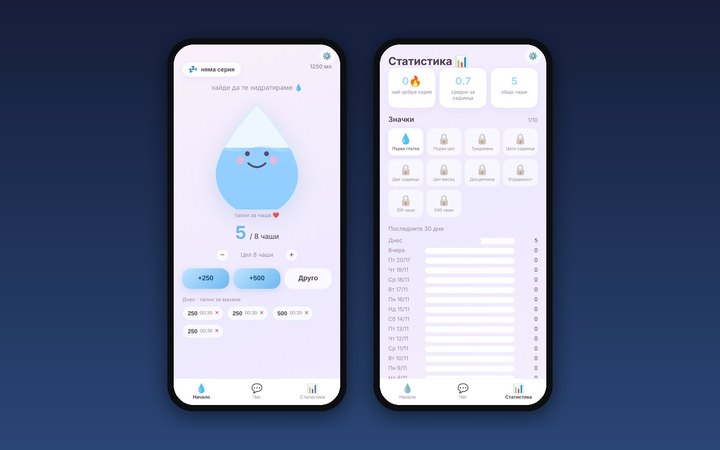 💤 няма серия
1250 мл
хайде да те хидратираме 💧
тапни за чаша ❤️
5 / 8 чаши
− Цел 8 чаши +
+250 +500 Друго
Днес · тапни за махане
250 00:39 × 250 00:39 × 500 00:39 ×
250 00:39 ×
Начало Чат Статистика
Статистика 📊
0🔥 0.7 5
най-добра серия средно за седмица общо чаши
Значки 1/10
Първа глътка Първа цел Тридневка Цяла седмица
Две седмици Цял месец Дисциплина Отдаденост
100 чаши 500 чаши
Последните 30 дни
Днес 5
Вчера 0
Пт 20/11 0
Чт 19/11 0
Ср 18/11 0
Вт 17/11 0
Пн 16/11 0
Нд 15/11 0
Сб 14/11 0
Пт 13/11 0
Чт 12/11 0
Ср 11/11 0
Вт 10/11 0
Пн 9/11 0
Нд 8/11 0
Начало Чат Статистика